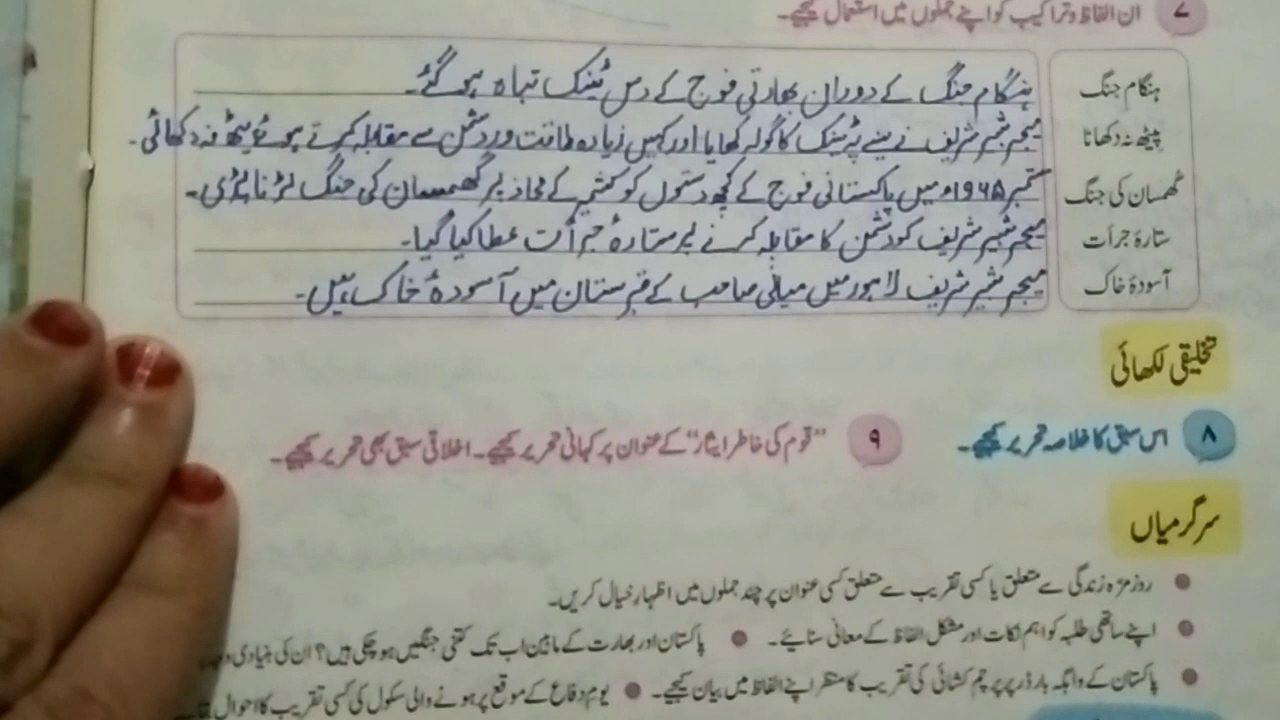 ۷ ان الفاظ و تراکیب کو اپنے جملوں میں استعمال کیجیے۔
ہنگام جنگ ہنگام جنگ کے دوران بھارتی فوج کے دس ٹینک تباہ ہو گئے۔
پیٹھ نہ دکھانا میجر شبیر شریف نے سینے پر ٹینک کا گولہ کھایا اور کہیں زیادہ طاقت ور دشمن سے مقابلہ کرتے ہوئے پیٹھ نہ دکھائی۔
گھمسان کی جنگ ستمبر ۱۹۶۵ء میں پاکستانی فوج کے کچھ دستوں کو کشمیر کے محاذ پر گھمسان کی جنگ لڑنا پڑی۔
ستارۂ جرأت میجر شبیر شریف کو دشمن کا مقابلہ کرنے پر ستارۂ جرأت عطا کیا گیا۔
آسودۂ خاک میجر شبیر شریف لاہور میں میانی صاحب کے قبرستان میں آسودۂ خاک ہیں۔
تخلیقی لکھائی
۸ اس سبق کا خلاصہ تحریر کیجیے۔ ۹ "قوم کی خاطر ایثار" کے عنوان پر کہانی تحریر کیجیے۔ اخلاقی سبق بھی تحریر کیجیے۔
سرگرمیاں
● روزمرّہ زندگی سے متعلق یا کسی تقریب سے متعلق کسی عنوان پر چند جملوں میں اظہارِ خیال کریں۔
● اپنے ساتھی طلبہ کو اہم نکات اور مشکل الفاظ کے معانی سنائیے۔ ● پاکستان اور بھارت کے مابین اب تک کتنی جنگیں ہو چکی ہیں؟ ان کی بنیادی
● پاکستان کے واہگہ بارڈر پر پرچم کشائی کی تقریب کا منظر اپنے الفاظ میں بیان کیجیے۔ ● یومِ دفاع کے موقع پر ہونے والی سکول کی کسی تقریب کا احوال